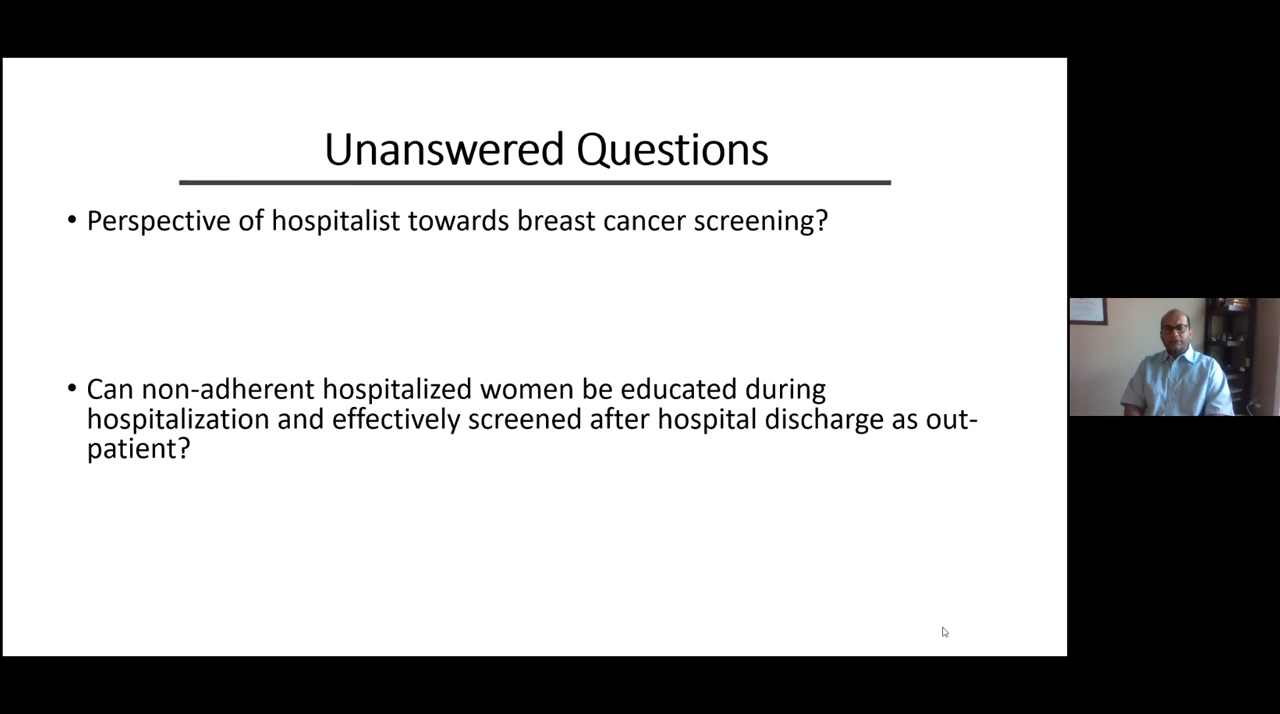 Unanswered Questions
• Perspective of hospitalist towards breast cancer screening?
• Can non-adherent hospitalized women be educated during
hospitalization and effectively screened after hospital discharge as out-
patient?